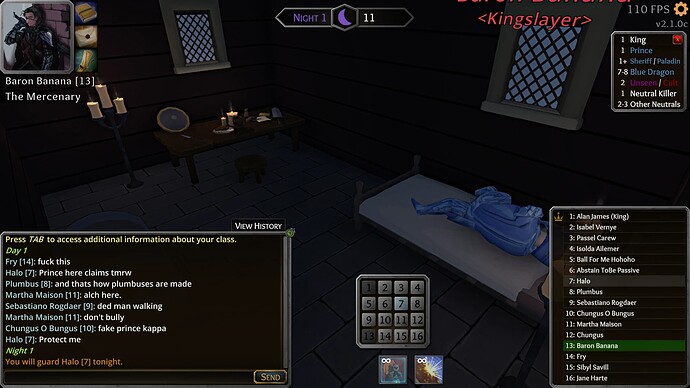 Baron Banana
<Kingslayer>
110 FPS
v2.1.0c
NIGHT 1 11
Baron Banana [13]
The Mercenary
1 King
1 Prince
1+ Sheriff / Paladin
7-8 Blue Dragon
2 Unseen / Cult
1 Neutral Killer
2-3 Other Neutrals
VIEW HISTORY
Press TAB to access additional information about your class.
Day 1
Fry [14]: fuck this
Halo [7]: Prince here claims tmrw
Plumbus [8]: and thats how plumbuses are made
Martha Maison [11]: alch here.
Sebastiano Rogdaer [9]: ded man walking
Martha Maison [11]: don't bully
Chungus O Bungus [10]: fake prince kappa
Halo [7]: Protect me
Night 1
You will guard Halo [7] tonight.
SEND
1 2 3 4
5 6 7 8
9 10 11 12
13 14 15 16
∞ ∞
1: Alan James (King)
2: Isabel Vernye
3: Passel Carew
4: Isolda Ailemer
5: Ball For Me Hohoho
6: Abstain ToBe Passive
7: Halo
8: Plumbus
9: Sebastiano Rogdaer
10: Chungus O Bungus
11: Martha Maison
12: Chungus
13: Baron Banana
14: Fry
15: Sibyl Savill
16: Jane Harte